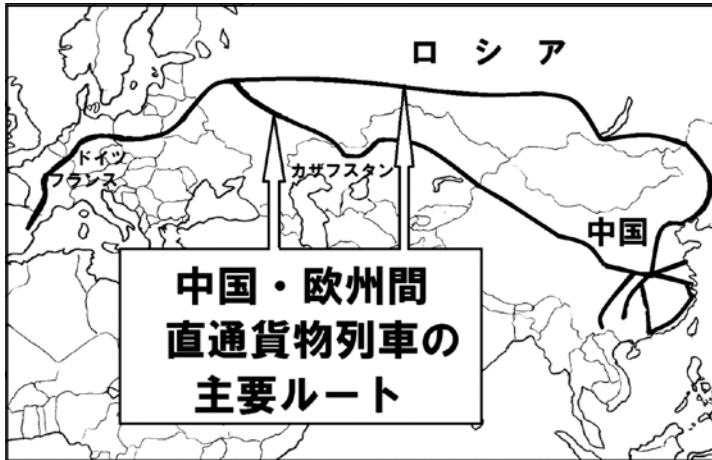 ロシア
ドイツ
フランス
カザフスタン
中国
中国・欧州間
直通貨物列車の
主要ルート